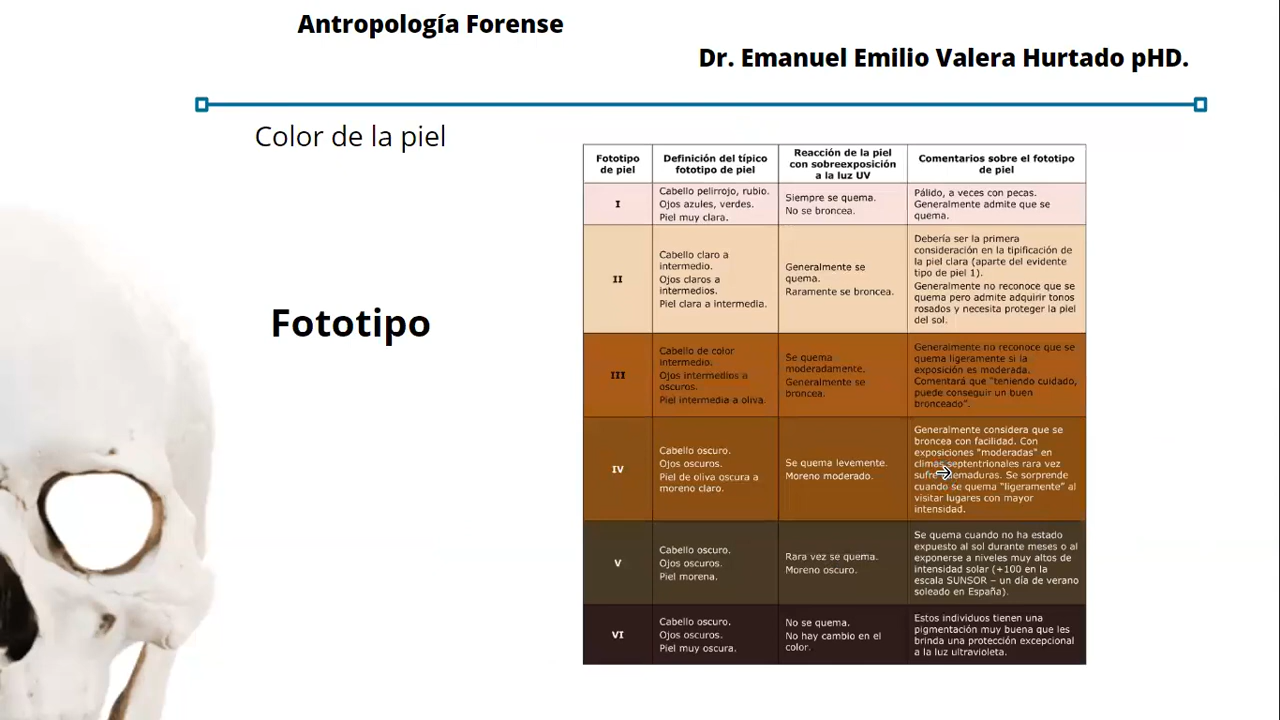 Antropología Forense
Dr. Emanuel Emilio Valera Hurtado pHD.
Color de la piel
Fototipo
Fototipo
de piel
Definición del típico
fototipo de piel
Reacción de la piel
con sobreexposición
a la luz UV
Comentarios sobre el fototipo
de piel
I
Cabello pelirrojo, rubio.
Ojos azules, verdes.
Piel muy clara.
Siempre se quema.
No se broncea.
Pálido, a veces con pecas.
Generalmente admite que se
quema.
II
Cabello claro a
intermedio.
Ojos claros a
intermedios.
Piel clara a intermedia.
Generalmente se
quema.
Raramente se broncea.
Debería ser la primera
consideración en la tipificación de
la piel clara (aparte del evidente
tipo de piel 1).
Generalmente no reconoce que se
quema pero admite adquirir tonos
rosados y necesita proteger la piel
del sol.
III
Cabello de color
intermedio.
Ojos intermedios a
oscuros.
Piel intermedia a oliva.
Se quema
moderadamente.
Generalmente se
broncea.
Generalmente no reconoce que se
quema ligeramente si la
exposición es moderada.
Comentará que "teniendo cuidado,
puede conseguir un buen
bronceado".
IV
Cabello oscuro.
Ojos oscuros.
Piel de oliva oscura a
moreno claro.
Se quema levemente.
Moreno moderado.
Generalmente considera que se
broncea con facilidad. Con
exposiciones "moderadas" en
climas septentrionales rara vez
sufre quemaduras. Se sorprende
cuando se quema "ligeramente" al
visitar lugares con mayor
intensidad.
V
Cabello oscuro.
Ojos oscuros.
Piel morena.
Rara vez se quema.
Moreno oscuro.
Se quema cuando no ha estado
expuesto al sol durante meses o al
exponerse a niveles muy altos de
intensidad solar (+100 en la
escala SUNSOR – un día de verano
soleado en España).
VI
Cabello oscuro.
Ojos oscuros.
Piel muy oscura.
No se quema.
No hay cambio en el
color.
Estos individuos tienen una
pigmentación muy buena que les
brinda una protección excepcional
a la luz ultravioleta.